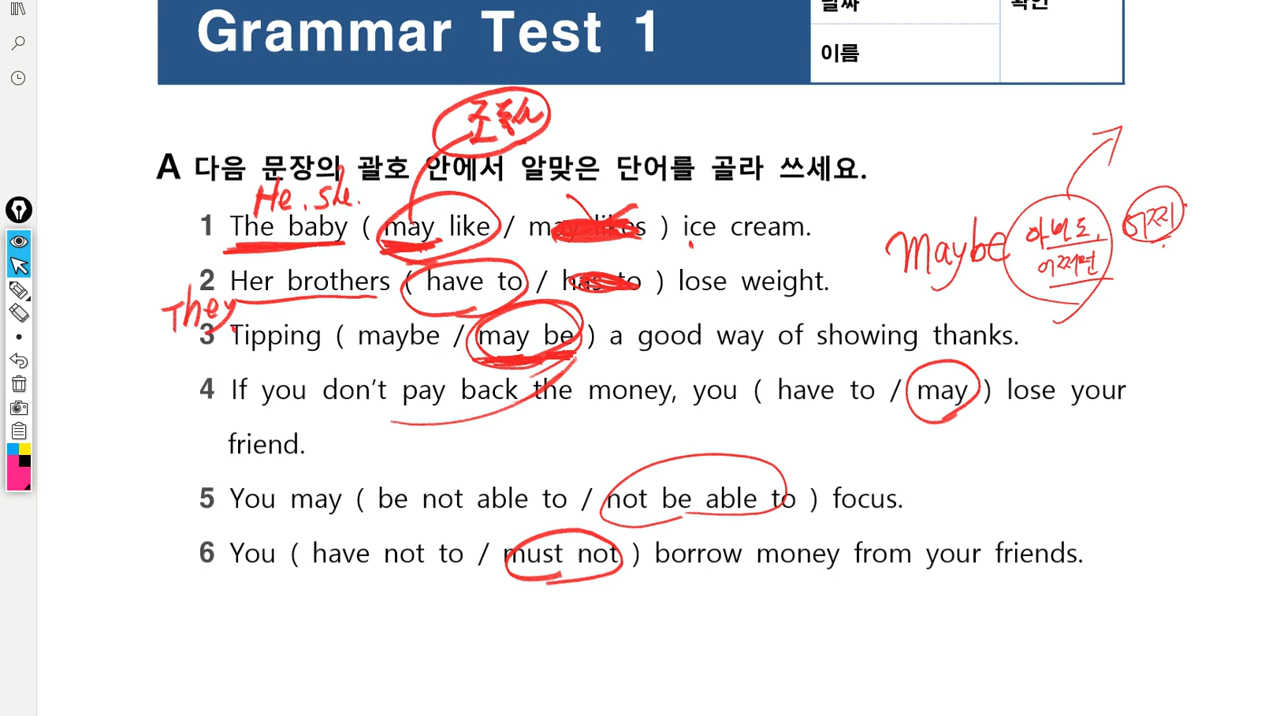 날짜
확인
Grammar Test 1
이름
조동사
A 다음 문장의 괄호 안에서 알맞은 단어를 골라 쓰세요.
He. she.
1 The baby ( may like / may likes ) ice cream.
Maybe 아마도, 어쩌면
2 Her brothers ( have to / has to ) lose weight.
They
3 Tipping ( maybe / may be ) a good way of showing thanks.
4 If you don't pay back the money, you ( have to / may ) lose your
friend.
5 You may ( be not able to / not be able to ) focus.
6 You ( have not to / must not ) borrow money from your friends.